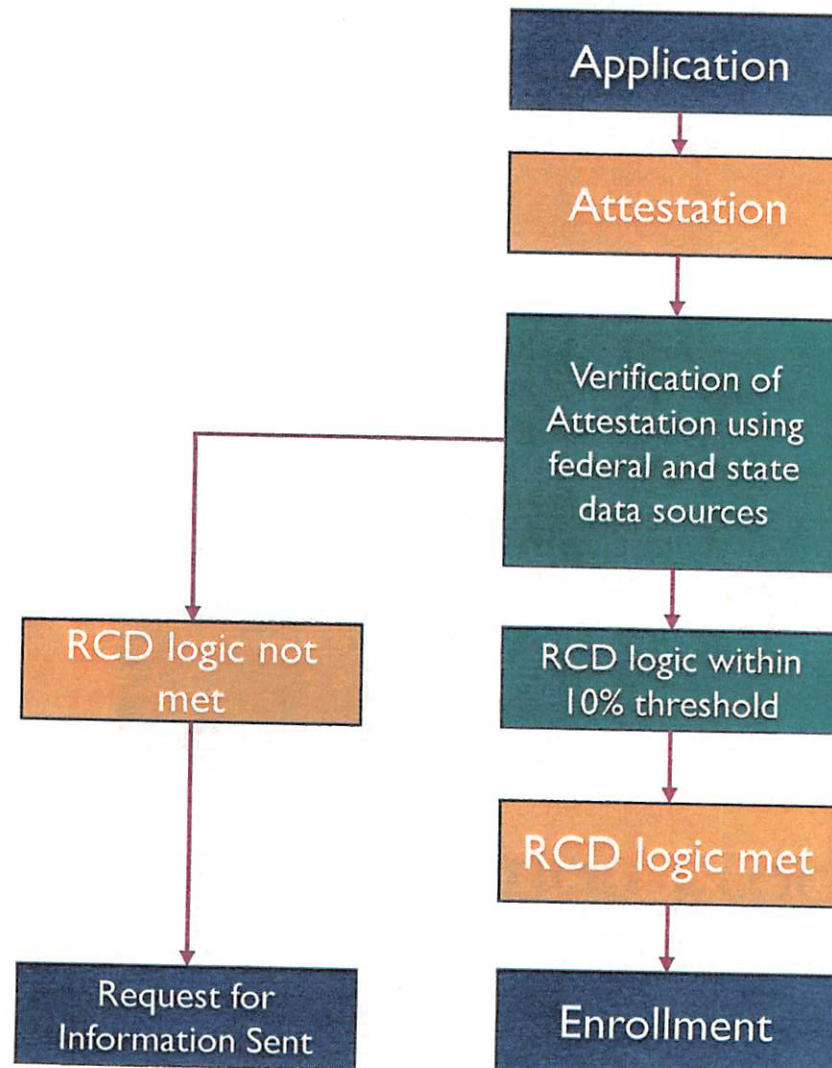 Application
Attestation
Verification of
Attestation using
federal and state
data sources
RCD logic not
met
RCD logic within
10% threshold
RCD logic met
Request for
Information Sent
Enrollment